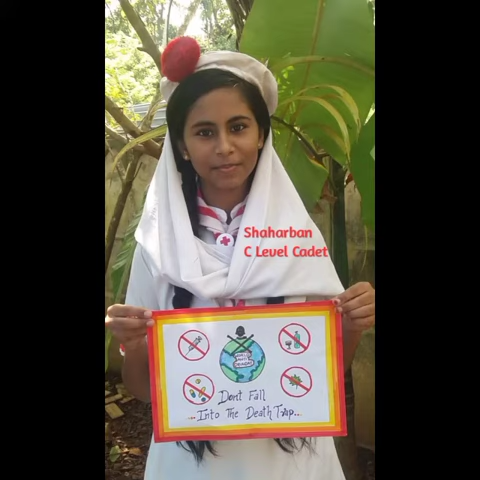 Shaharban
C Level Cadet
Dont Fall
...Into The Death Trap...